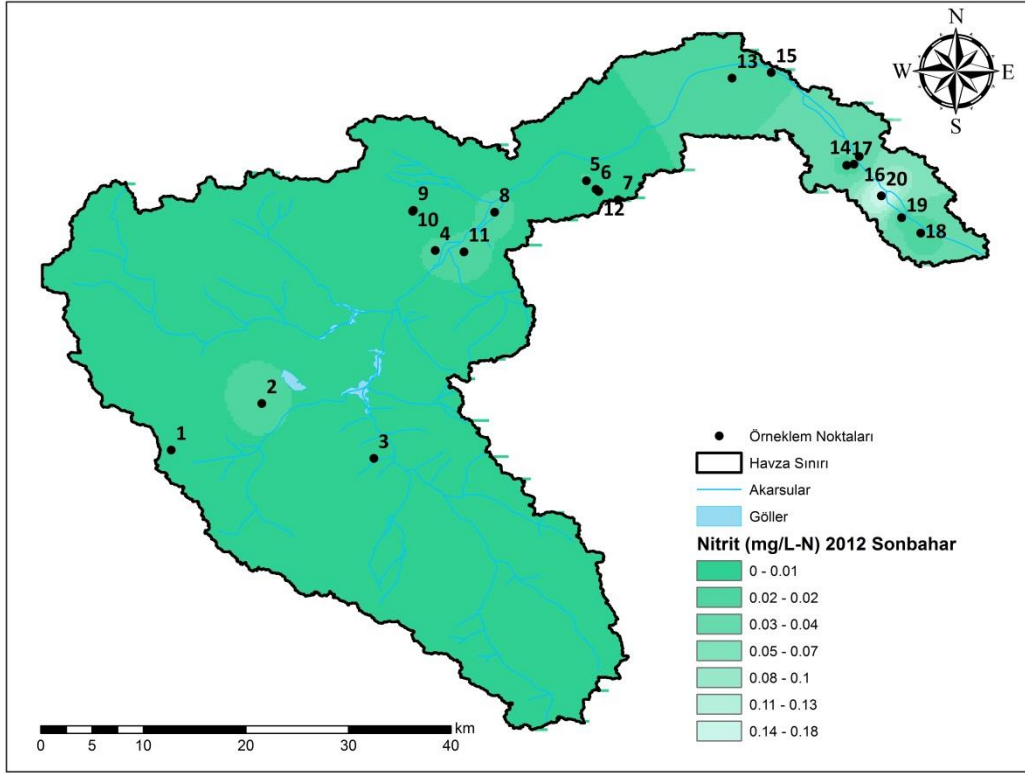 N
W E
S
13 15
14 17
5 6
16 20
7
9
8
12
19
10
4 11
18
2
1
3
Örneklem Noktaları
Havza Sınırı
Akarsular
Göller
Nitrit (mg/L-N) 2012 Sonbahar
0 - 0.01
0.02 - 0.02
0.03 - 0.04
0.05 - 0.07
0.08 - 0.1
0.11 - 0.13
0.14 - 0.18
km
0 5 10 20 30 40